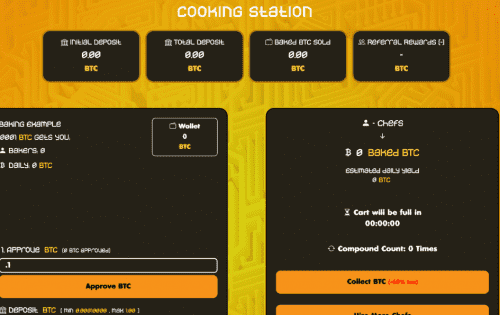 Cooking Station
Initial Deposit
0.00
BTC
Total Deposit
0.00
BTC
Baked BTC Sold
0.00
BTC
Referral Rewards [-]
-
BTC
Baking Example
BTC Gets You,
Bakers: 0
Daily: 0 BTC
Wallet
0
BTC
1. Approve BTC (0 BTC Approved)
.1
Approve BTC
Deposit BTC
- Chefs
↓
0 Baked BTC
Estimated Daily Yield
0 BTC
Cart will be full in
00:00:00
Compound Count: 0 Times
Collect BTC
Hire More Chefs